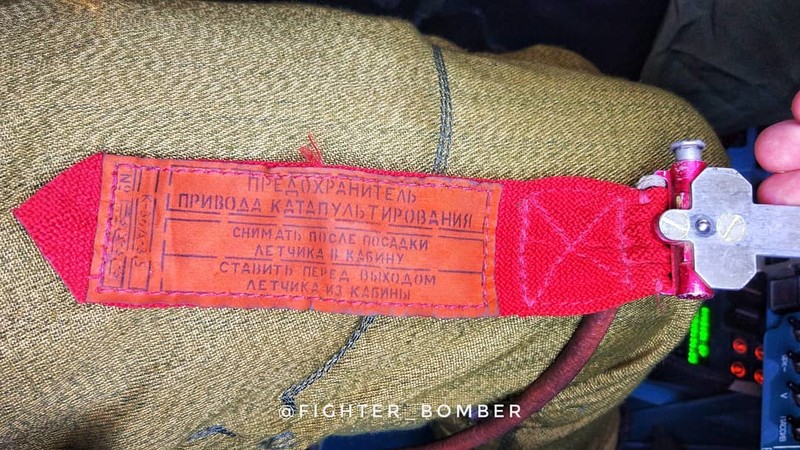 ПРЕДОХРАНИТЕЛЬ
ПРИВОДА КАТАПУЛЬТИРОВАНИЯ
СНИМАТЬ ПОСЛЕ ПОСАДКИ
ЛЕТЧИКА В КАБИНУ
СТАВИТЬ ПЕРЕД ВЫХОДОМ
ЛЕТЧИКА ИЗ КАБИНЫ
@FIGHTER_BOMBER